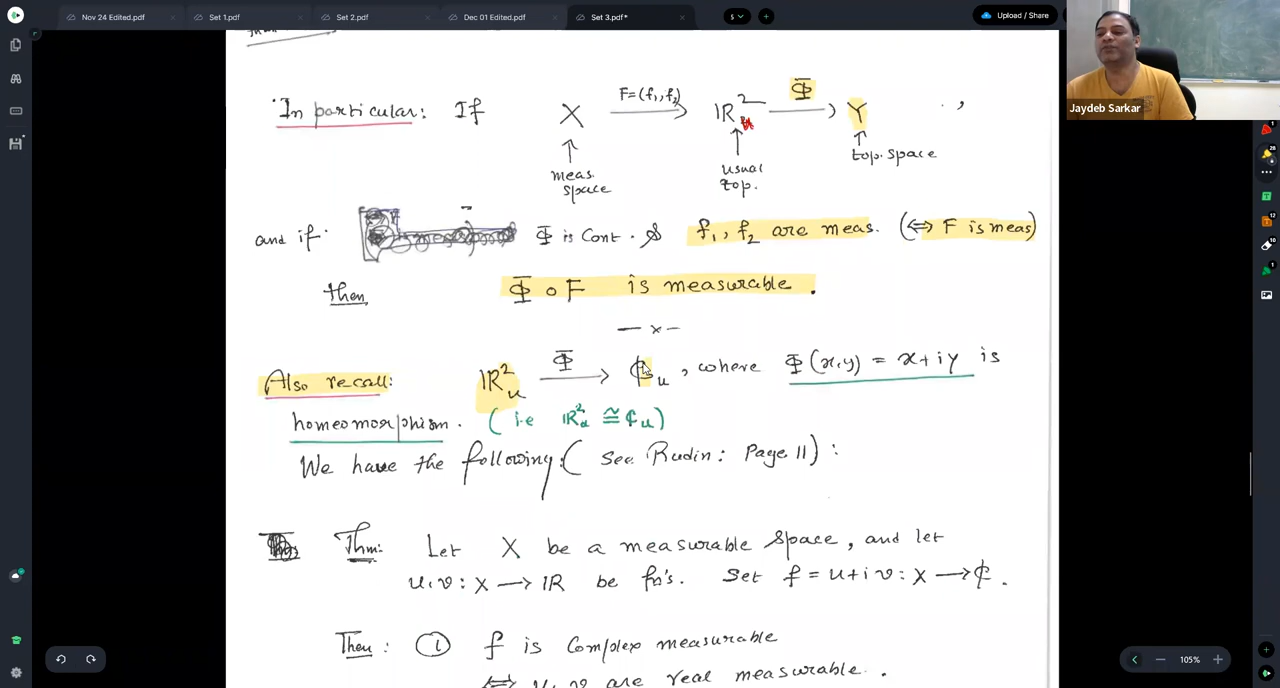 Nov 24 Edited.pdf
Set 1.pdf
Set 2.pdf
Dec 01 Edited.pdf
Set 3.pdf*
5
Upload / Share
Jaydeb Sarkar
In particular: If X F=(f₁, f₂) → ℝ² Φ → Y ,
meas. space
usual top.
top. space
and if Φ is Cont. & f₁, f₂ are meas. (⇔ F is meas)
then Φ ∘ F is measurable.
— x —
Also recall: ℝ²ᵤ Φ → ℂᵤ, where Φ(x,y) = x+iy is
homeomorphism. (i.e ℝ²ᵤ ≅ ℂᵤ)
We have the following: (See Rudin: Page 11):
Thm: Let X be a measurable space, and let
u, v : X → ℝ be fn's. Set f = u+iv : X → ℂ.
Then: ① f is Complex measurable
⇔ u, v are real measurable.
105%